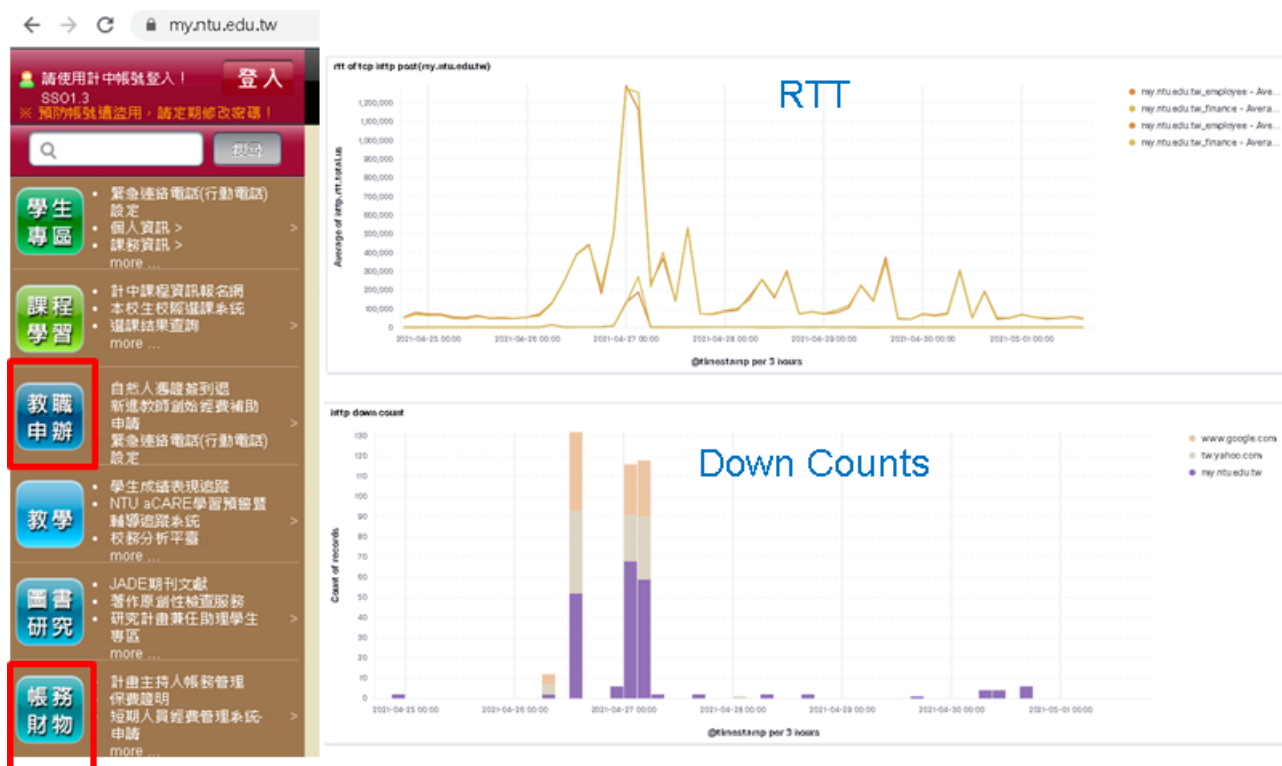 my.ntu.edu.tw
請使用計中帳號登入！
登入
SSO1.3
※ 預防帳號遭盜用，請定期修改密碼！
搜尋
學生
專區
緊急連絡電話(行動電話)
設定
個人資訊 >
課務資訊 >
more ...
>
課程
學習
計中課程資訊報名網
本校生校際選課系統
選課結果查詢
more ...
>
教職
申辦
自然人憑證簽到退
新進教師創始經費補助
申請
緊急連絡電話(行動電話)
設定
>
教學
學生成績表現追蹤
NTU aCARE學習預警暨
輔導追蹤系統
校務分析平臺
more ...
>
圖書
研究
JADE期刊文獻
著作原創性檢查服務
研究計畫兼任助理學生
專區
more ...
>
帳務
財物
計畫主持人帳務管理
保費證明
短期人員經費管理系統-
申請
more ...
>
rtt of tcp http post(my.ntu.edu.tw)
RTT
my.ntu.edu.tw_employee - Ave...
my.ntu.edu.tw_finance - Avera...
my.ntu.edu.tw_employee - Ave...
my.ntu.edu.tw_finance - Avera...
Average of http.rtt.total.us
1,200,000
1,100,000
1,000,000
900,000
800,000
700,000
600,000
500,000
400,000
300,000
200,000
100,000
0
2021-04-25 00:00
2021-04-26 00:00
2021-04-27 00:00
2021-04-28 00:00
2021-04-29 00:00
2021-04-30 00:00
2021-05-01 00:00
@timestamp per 3 hours
http down count
Down Counts
www.google.com
tw.yahoo.com
my.ntu.edu.tw
Count of records
130
120
110
100
90
80
70
60
50
40
30
20
10
0
2021-04-25 00:00
2021-04-26 00:00
2021-04-27 00:00
2021-04-28 00:00
2021-04-29 00:00
2021-04-30 00:00
2021-05-01 00:00
@timestamp per 3 hours